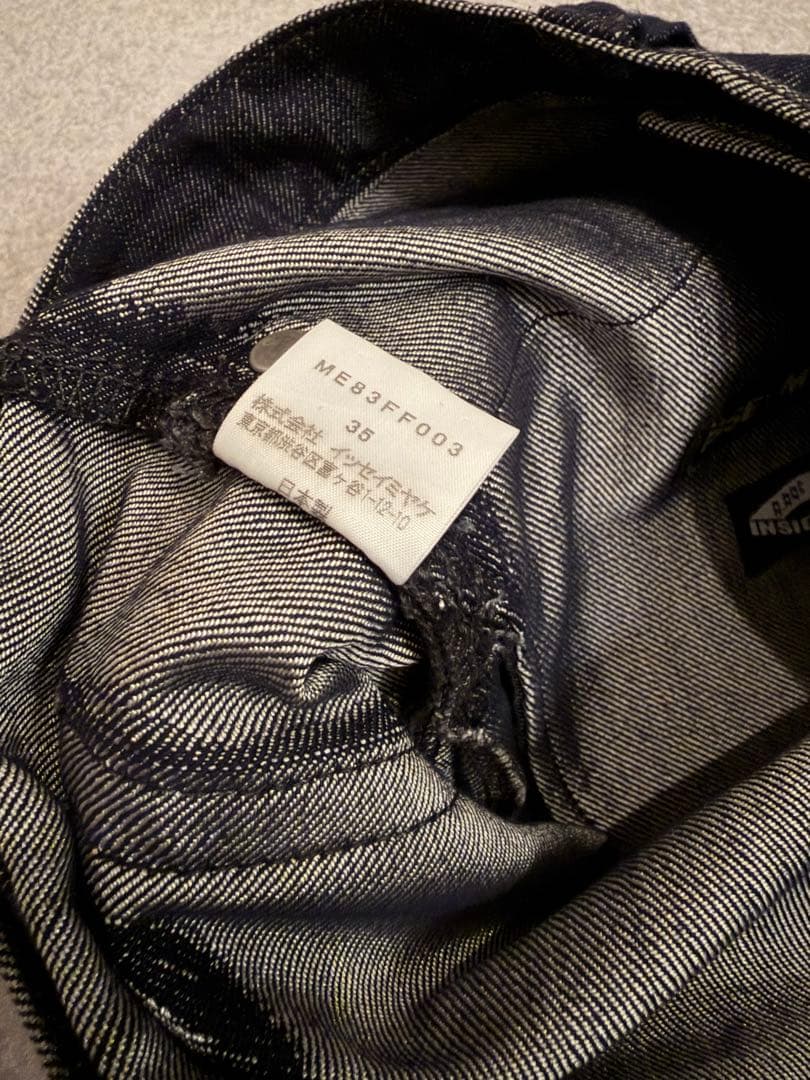 ME83FF003
35
株式会社 イッセイミヤケ
東京都渋谷区富ヶ谷1-12-10
日本製
INSI